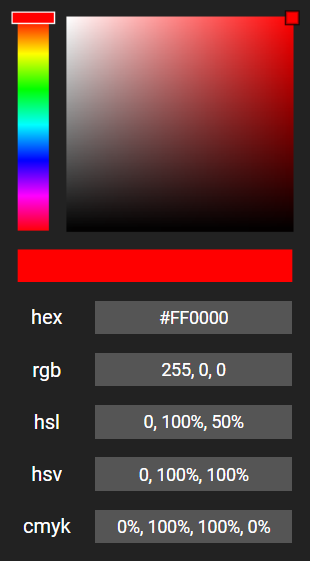 hex #FF0000
rgb 255, 0, 0
hsl 0, 100%, 50%
hsv 0, 100%, 100%
cmyk 0%, 100%, 100%, 0%